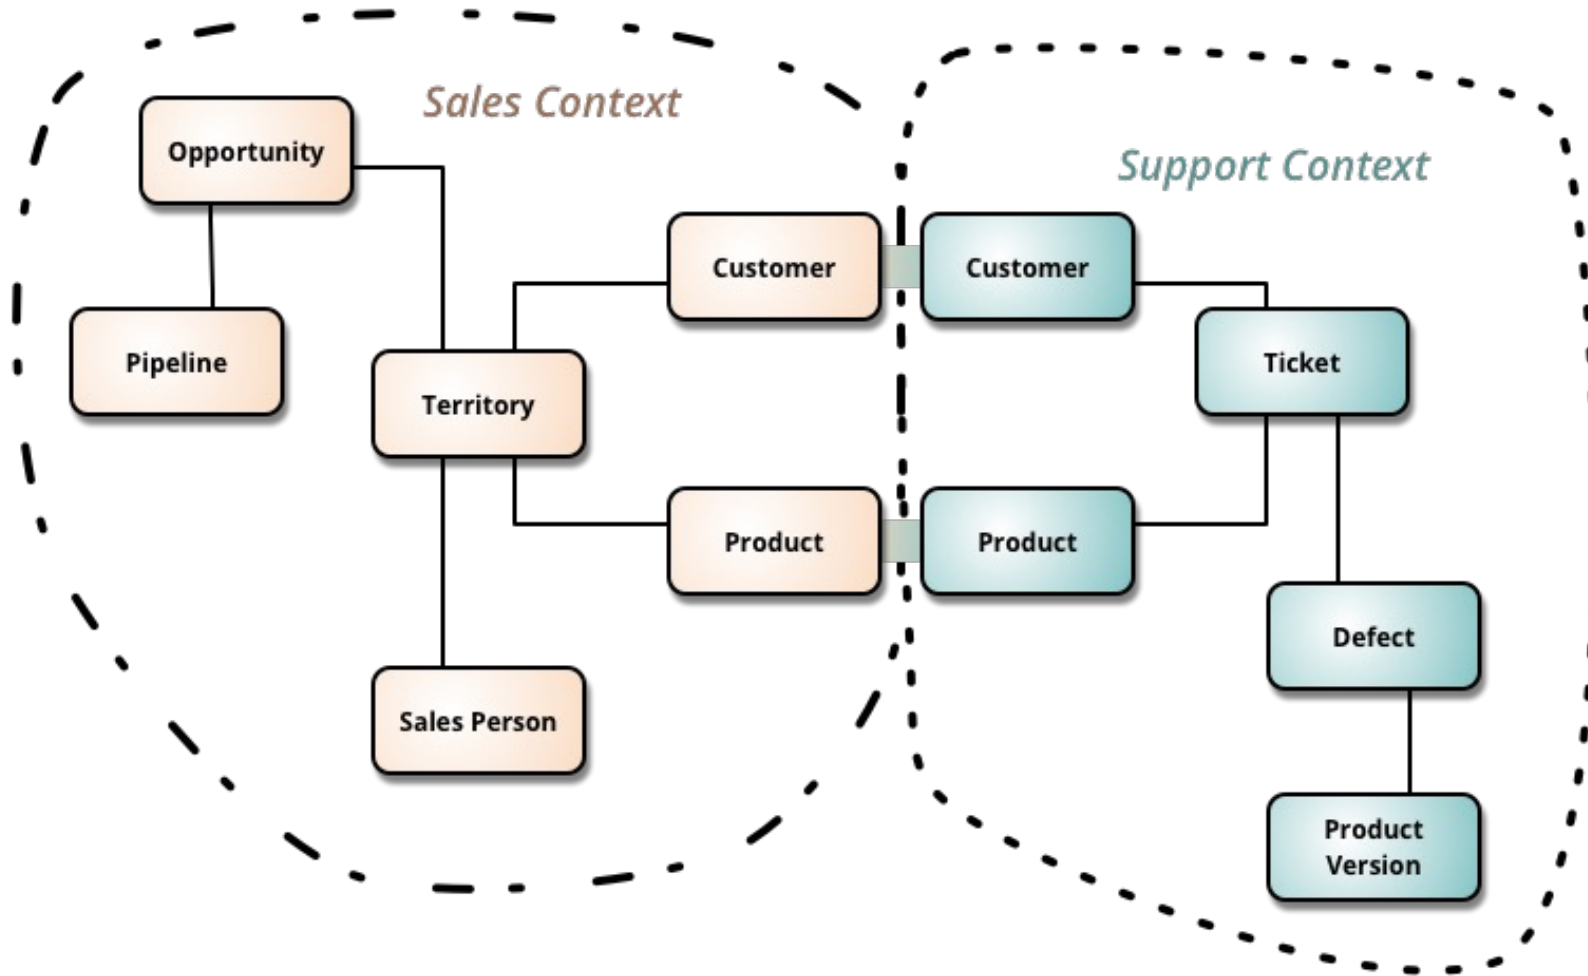 Sales Context
Opportunity
Support Context
Customer
Customer
Pipeline
Ticket
Territory
Product
Product
Defect
Sales Person
Product
Version